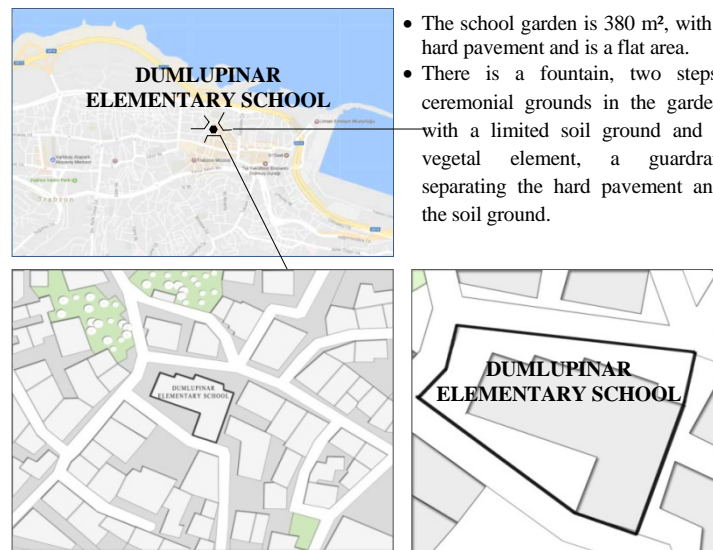 DUMLUPINAR
ELEMENTARY SCHOOL
Trabzon
• The school garden is 380 m², with
hard pavement and is a flat area.
• There is a fountain, two steps
ceremonial grounds in the garde
with a limited soil ground and
vegetal element, a guardra
separating the hard pavement an
the soil ground.
DUMLUPINAR
ELEMENTARY SCHOOL
DUMLUPINAR
ELEMENTARY SCHOOL